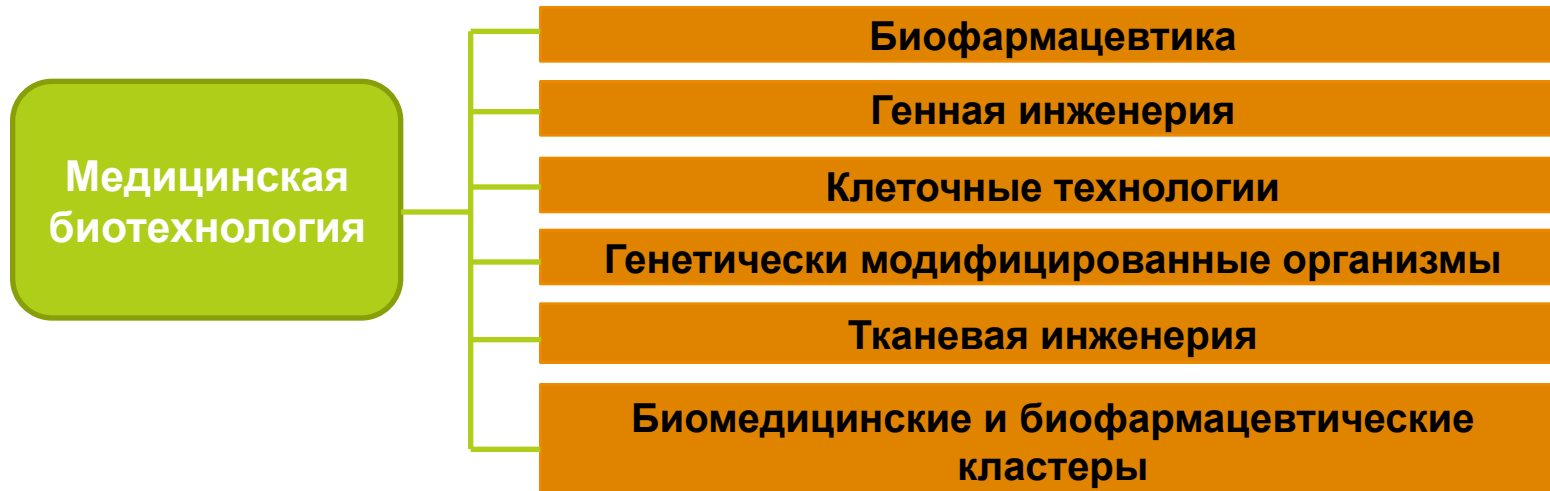 Биофармацевтика
Генная инженерия
Медицинская
биотехнология
Клеточные технологии
Генетически модифицированные организмы
Тканевая инженерия
Биомедицинские и биофармацевтические
кластеры